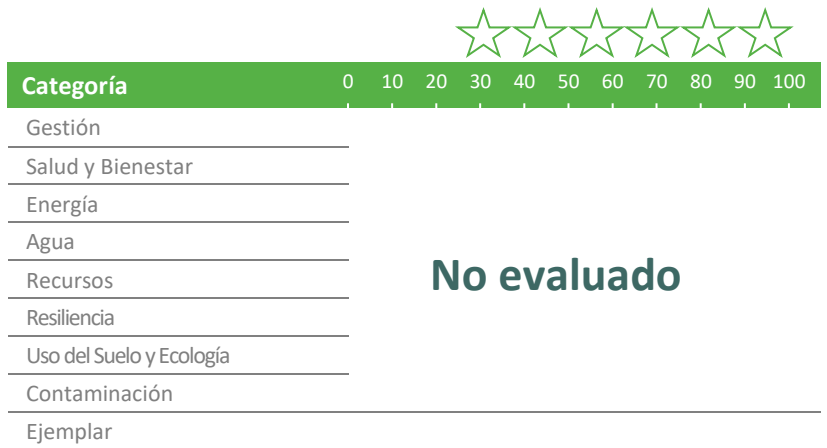 Categoría 0 10 20 30 40 50 60 70 80 90 100
Gestión
Salud y Bienestar
Energía
Agua
Recursos
Resiliencia
Uso del Suelo y Ecología
Contaminación
Ejemplar
No evaluado